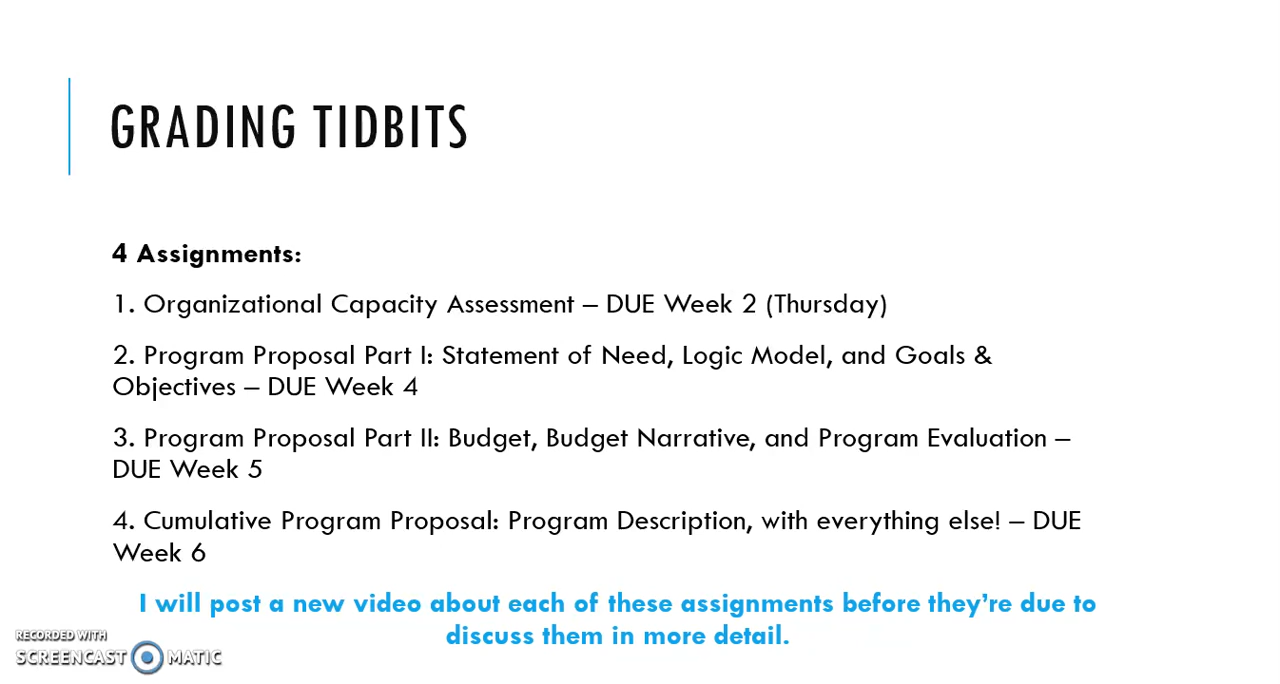 GRADING TIDBITS
4 Assignments:
1. Organizational Capacity Assessment – DUE Week 2 (Thursday)
2. Program Proposal Part I: Statement of Need, Logic Model, and Goals &
Objectives – DUE Week 4
3. Program Proposal Part II: Budget, Budget Narrative, and Program Evaluation –
DUE Week 5
4. Cumulative Program Proposal: Program Description, with everything else! – DUE
Week 6
I will post a new video about each of these assignments before they’re due to
discuss them in more detail.
RECORDED WITH
SCREENCAST MATIC